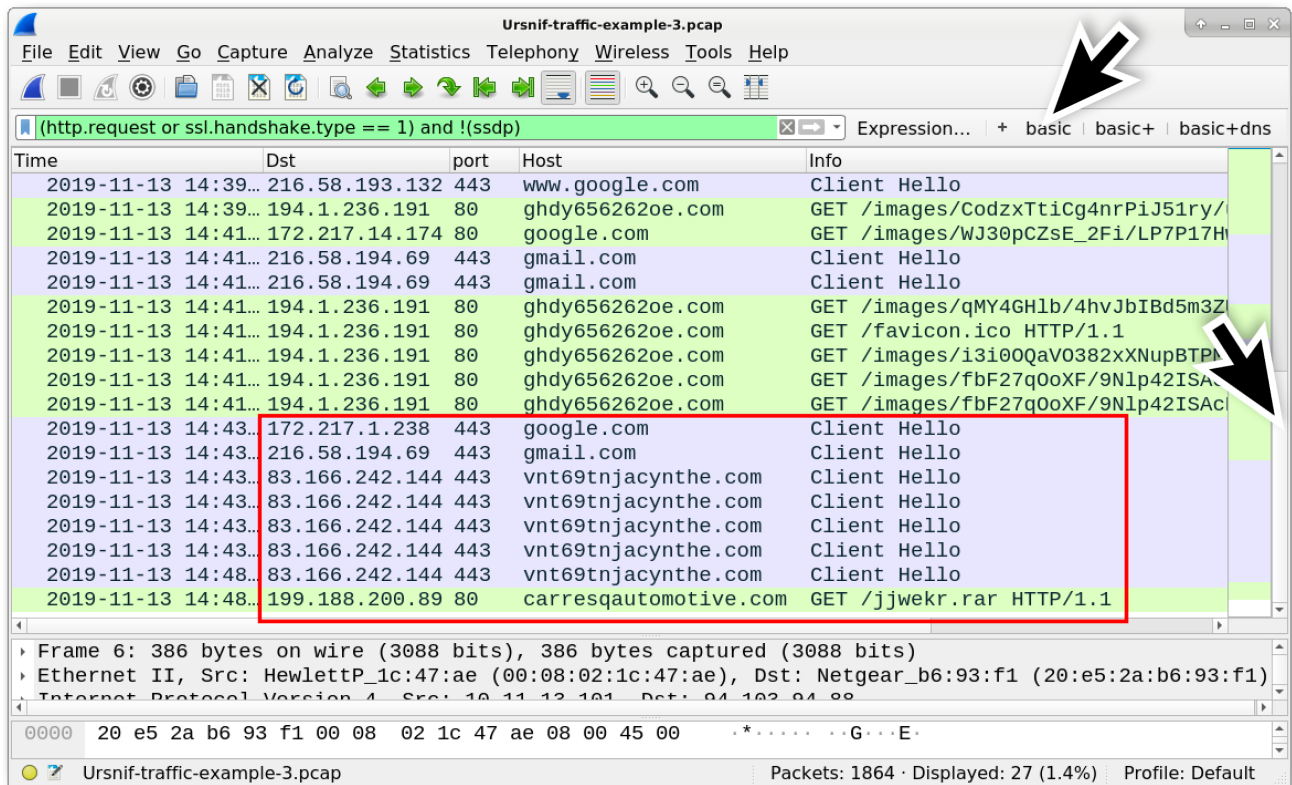 Ursnif-traffic-example-3.pcap
File Edit View Go Capture Analyze Statistics Telephony Wireless Tools Help
(http.request or ssl.handshake.type == 1) and !(ssdp) Expression… + basic basic+ basic+dns
Time Dst port Host Info
2019-11-13 14:39… 216.58.193.132 443 www.google.com Client Hello
2019-11-13 14:39… 194.1.236.191 80 ghdy656262oe.com GET /images/CodzxTtiCg4nrPiJ51ry/
2019-11-13 14:41… 172.217.14.174 80 google.com GET /images/WJ30pCZsE_2Fi/LP7P17H
2019-11-13 14:41… 216.58.194.69 443 gmail.com Client Hello
2019-11-13 14:41… 216.58.194.69 443 gmail.com Client Hello
2019-11-13 14:41… 194.1.236.191 80 ghdy656262oe.com GET /images/qMY4GHlb/4hvJbIBd5m3Z
2019-11-13 14:41… 194.1.236.191 80 ghdy656262oe.com GET /favicon.ico HTTP/1.1
2019-11-13 14:41… 194.1.236.191 80 ghdy656262oe.com GET /images/i3i0OQaVO382xXNupBTPM
2019-11-13 14:41… 194.1.236.191 80 ghdy656262oe.com GET /images/fbF27qOoXF/9Nlp42ISA
2019-11-13 14:41… 194.1.236.191 80 ghdy656262oe.com GET /images/fbF27qOoXF/9Nlp42ISAc
2019-11-13 14:43… 172.217.1.238 443 google.com Client Hello
2019-11-13 14:43… 216.58.194.69 443 gmail.com Client Hello
2019-11-13 14:43… 83.166.242.144 443 vnt69tnjacynthe.com Client Hello
2019-11-13 14:43… 83.166.242.144 443 vnt69tnjacynthe.com Client Hello
2019-11-13 14:43… 83.166.242.144 443 vnt69tnjacynthe.com Client Hello
2019-11-13 14:43… 83.166.242.144 443 vnt69tnjacynthe.com Client Hello
2019-11-13 14:48… 83.166.242.144 443 vnt69tnjacynthe.com Client Hello
2019-11-13 14:48… 199.188.200.89 80 carresqautomotive.com GET /jjwekr.rar HTTP/1.1
Frame 6: 386 bytes on wire (3088 bits), 386 bytes captured (3088 bits)
Ethernet II, Src: HewlettP_1c:47:ae (00:08:02:1c:47:ae), Dst: Netgear_b6:93:f1 (20:e5:2a:b6:93:f1)
Internet Protocol Version 4, Src: 10.11.13.101, Dst: 94.103.94.88
0000 20 e5 2a b6 93 f1 00 08 02 1c 47 ae 08 00 45 00 ·*····· ··G···E·
Ursnif-traffic-example-3.pcap Packets: 1864 · Displayed: 27 (1.4%) Profile: Default